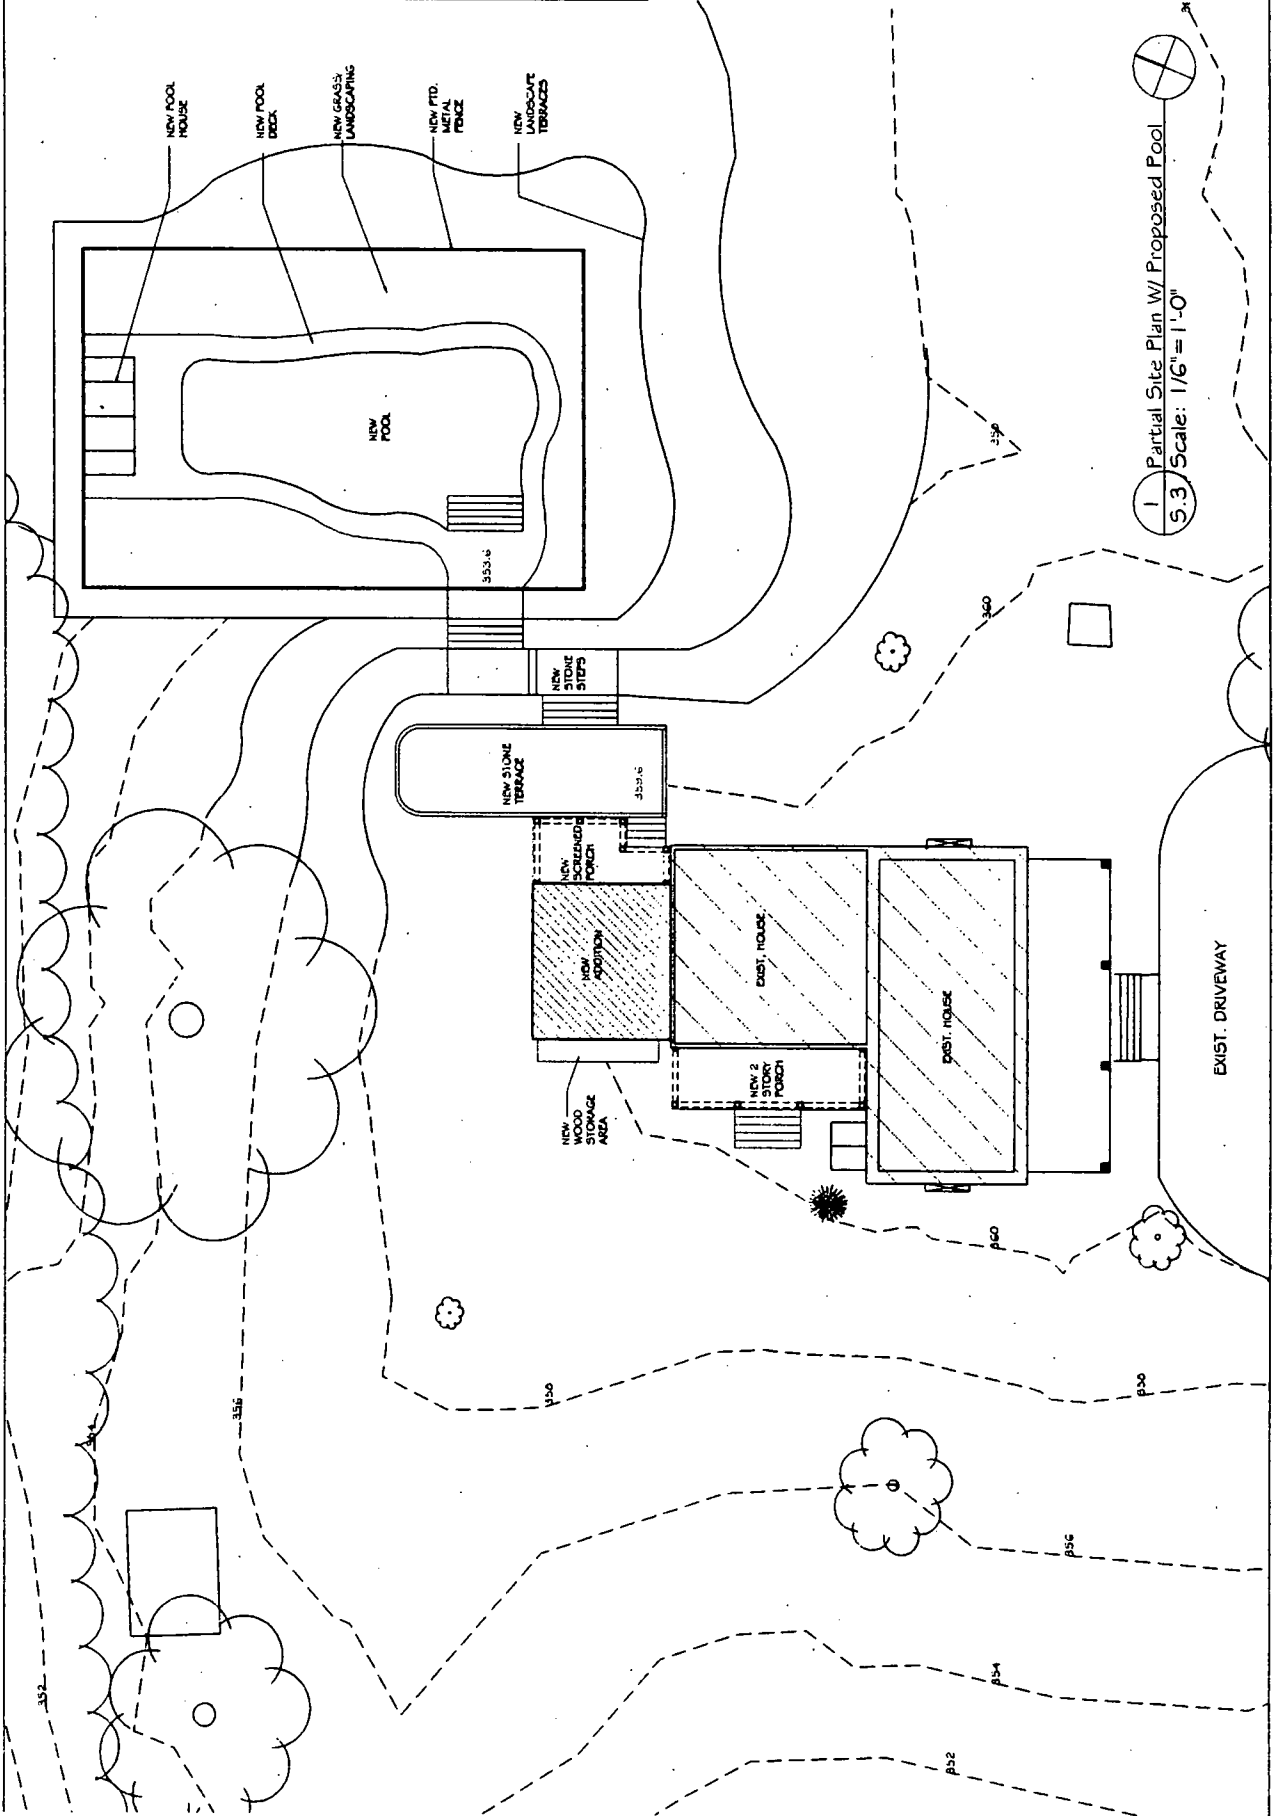 NEW POOL
HOUSE
NEW POOL
DECK
NEW GRASS/
LANDSCAPING
NEW PTD.
METAL
FENCE
NEW
LANDSCAPE
TERRACES
NEW
POOL
353.6
NEW
STONE
STEPS
NEW STONE
TERRACE
359.6
NEW
SCREENED
PORCH
NEW
ADDITION
EXIST. HOUSE
EXIST. HOUSE
NEW 2
STORY
PORCH
NEW
WOOD
STORAGE
AREA
EXIST. DRIVEWAY
360
360
356
352
356
354
352
1
Partial Site Plan W/ Proposed Pool
S.3
Scale: 1/6" = 1'-0"